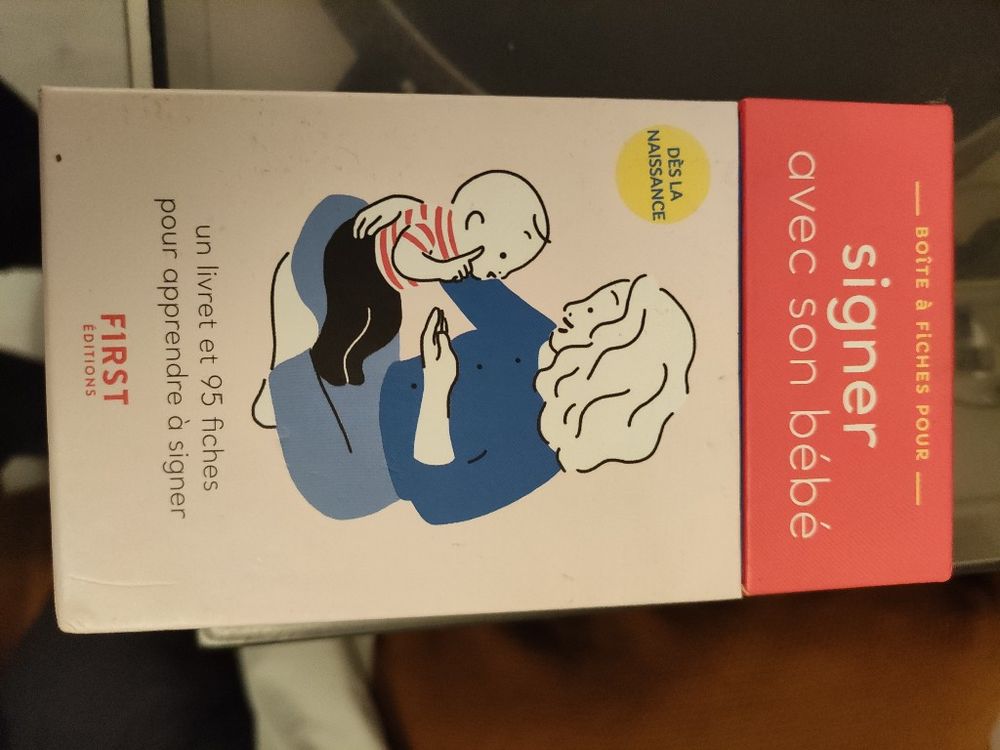 BOÎTE à FiCHES POUR
signer
avec son bébé
DÈS LA
NAISSANCE
un livret et 95 fiches
pour apprendre à signer
F1RST
ÉDITIONS